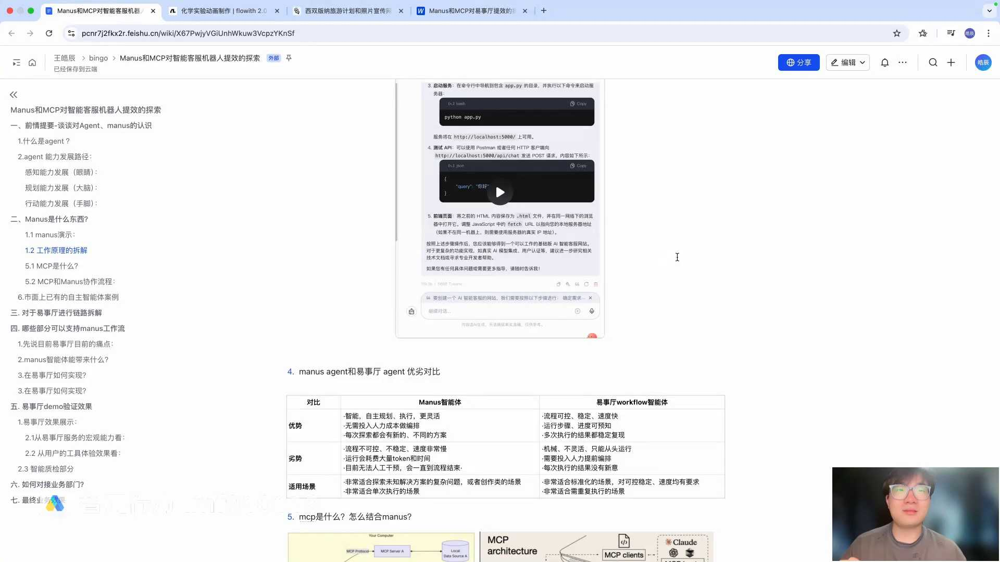 Manus和MCP对智能客服机器
化学实验动画制作 | flowith 2.0
西双版纳旅游计划和照片宣传网
Manus和MCP对易事厅提效的
pcnr7j2fkx2r.feishu.cn/wiki/X67PwjyVGiUnhWkuw3VcpzYKnSf
皓辰
王皓辰 > bingo > Manus和MCP对智能客服机器人提效的探索 外部
已经保存到云端
分享
编辑
皓辰
Manus和MCP对智能客服机器人提效的探索
一、前情提要-谈谈对Agent、manus的认识
1.什么是agent ?
2.agent 能力发展路径：
感知能力发展（眼睛）：
规划能力发展（大脑）：
行动能力发展（手脚）：
二、Manus是什么东西?
1.1 manus演示：
1.2 工作原理的拆解
5.1 MCP是什么?
5.2 MCP和Manus协作流程：
6.市面上已有的自主智能体案例
三. 对于易事厅进行链路拆解
四. 哪些部分可以支持manus工作流
1.先说目前易事厅目前的痛点：
2.manus智能体能带来什么?
3.在易事厅如何实现?
3.在易事厅如何实现?
五. 易事厅demo验证效果
1.易事厅效果展示：
2.1从易事厅服务的宏观能力看：
2.2 从用户的工具体验效果看：
2.3 智能质检部分
六. 如何对接业务部门?
七. 最终业务效果
3. 启动服务：在命令行中导航到包含 app.py 的目录，并执行以下命令来启动服
务器：
bash
Copy
python app.py
服务将在 http://localhost:5000/ 上可用。
4. 测试 API：可以使用 Postman 或者任何 HTTP 客户端向
http://localhost:5000/api/chat 发送 POST 请求，内容如下所示：
json
Copy
{
"query": "你好"
}
5. 前端页面：将之前的 HTML 内容保存为 .html 文件，并在同一网络下的浏览
器中打开它。调整 JavaScript 中的 fetch URL 以指向您的本地服务器地址
（如果不在同一机器上，则需要使用服务器的真实 IP 地址）。
按照上述步骤操作后，您应该能够得到一个可以工作的基础版 AI 智能客服网站。
对于更复杂的功能实现，如真实 AI 模型集成、用户认证等，建议进一步研究相关
技术文档或寻求专业开发者帮助。
如果您有任何具体问题或需要更多指导，请随时告诉我！
要创建一个 AI 智能客服的网站，我们需要按照以下步骤进行： 确定需求...
继续对话...
4. manus agent和易事厅 agent 优劣对比
对比 Manus智能体 易事厅workflow智能体
优势
·智能，自主规划、执行，更灵活
·无需投入人力成本做编排
·每次探索都会有新的、不同的方案
·流程可控、稳定、速度快
·运行步骤、进度可预知
·多次执行的结果都稳定复现
劣势
·流程不可控、不稳定、速度非常慢
·运行会耗费大量token和时间
·目前无法人工干预，会一直到流程结束·
·机械、不灵活、只能从头运行
·需要投入人力提前编排
·每次执行的结果没有新意
适用场景
·非常适合探索未知解决方案的复杂问题，或者创作类的场景
·非常适合单次执行的场景
·非常适合标准化的场景，对可控稳定、速度均有要求
·非常适合需重复执行的场景
5. mcp是什么？怎么结合manus?
Your Computer
MCP Protocol
MCP Server A
Local
Data Source A
MCP
architecture
MCP clients
Claude